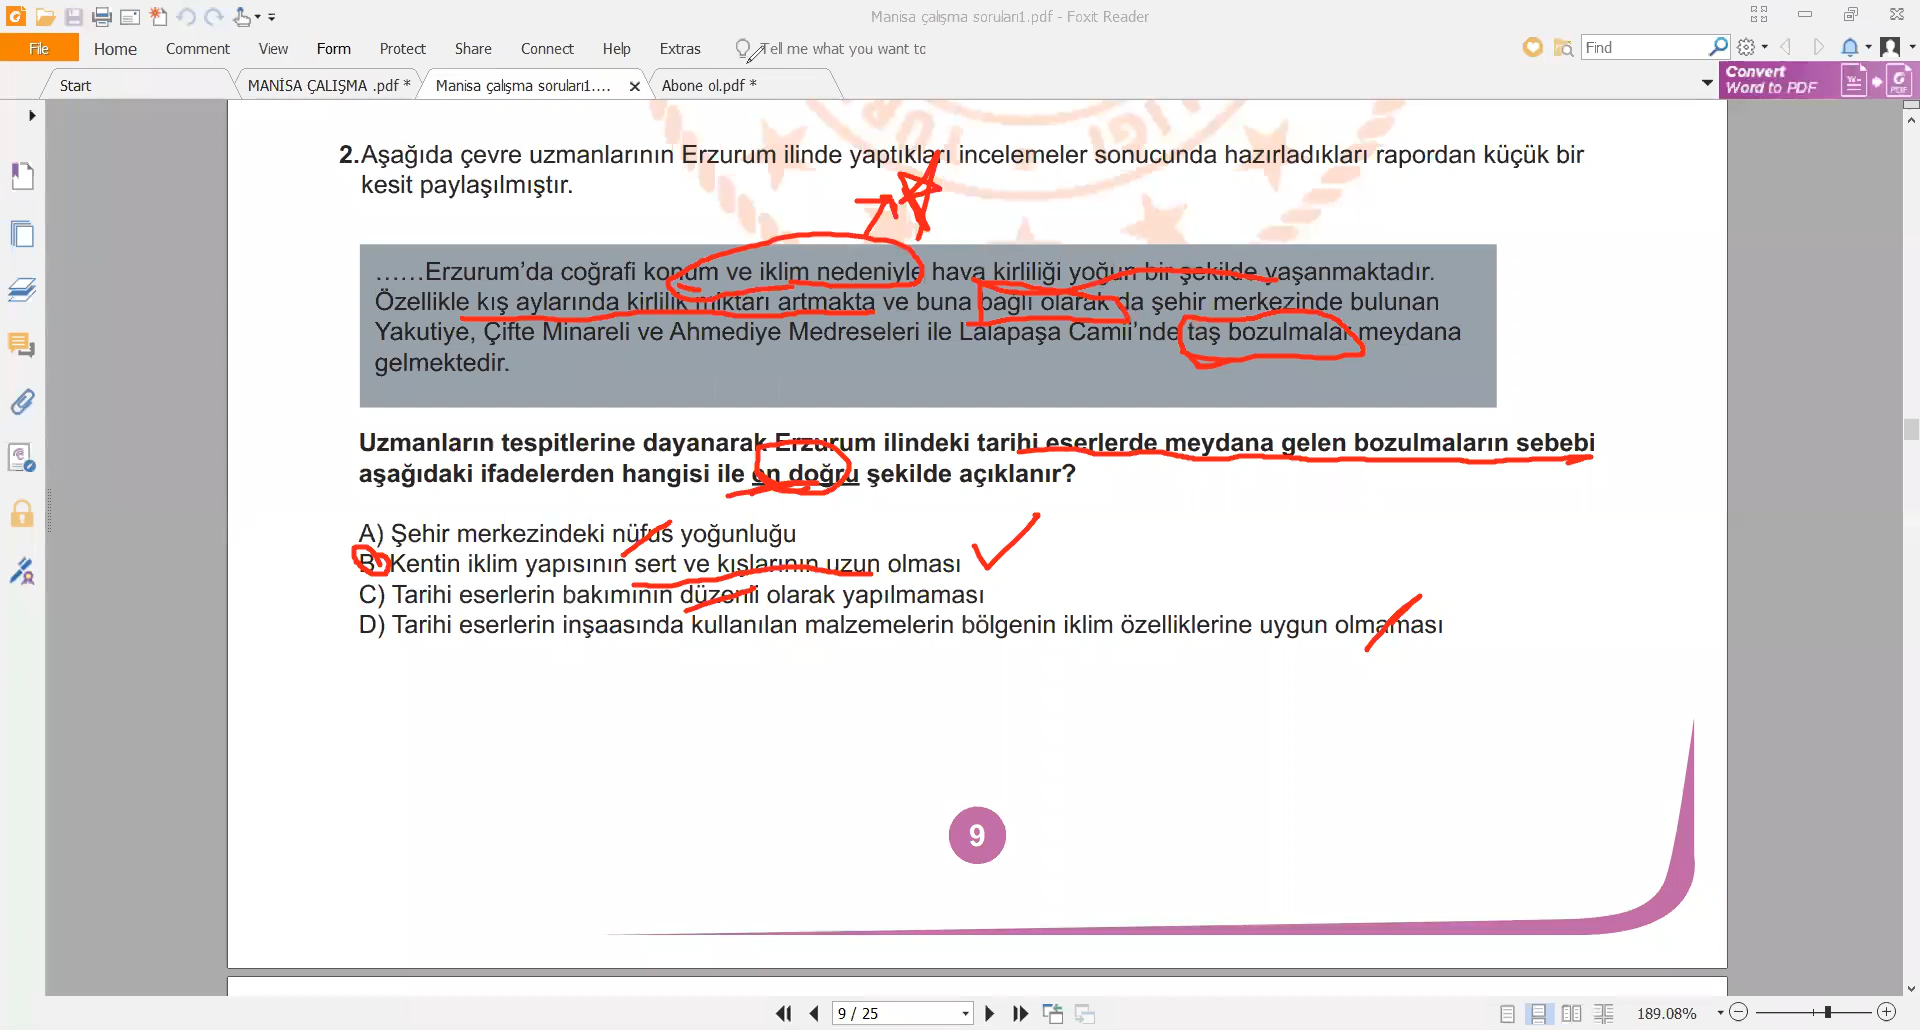 Manisa çalışma soruları1.pdf - Foxit Reader
File Home Comment View Form Protect Share Connect Help Extras Tell me what you want to Find
Start MANİSA ÇALIŞMA .pdf * Manisa çalışma soruları1.... Abone ol.pdf *
Convert
Word to PDF
2.Aşağıda çevre uzmanlarının Erzurum ilinde yaptıkları incelemeler sonucunda hazırladıkları rapordan küçük bir
kesit paylaşılmıştır.
......Erzurum'da coğrafi konum ve iklim nedeniyle hava kirliliği yoğun bir şekilde yaşanmaktadır.
Özellikle kış aylarında kirlilik miktarı artmakta ve buna bağlı olarak da şehir merkezinde bulunan
Yakutiye, Çifte Minareli ve Ahmediye Medreseleri ile Lalapaşa Camii'nde taş bozulmalar meydana
gelmektedir.
Uzmanların tespitlerine dayanarak Erzurum ilindeki tarihi eserlerde meydana gelen bozulmaların sebebi
aşağıdaki ifadelerden hangisi ile en doğru şekilde açıklanır?
A) Şehir merkezindeki nüfus yoğunluğu
B) Kentin iklim yapısının sert ve kışlarının uzun olması
C) Tarihi eserlerin bakımının düzenli olarak yapılmaması
D) Tarihi eserlerin inşaasında kullanılan malzemelerin bölgenin iklim özelliklerine uygun olmaması
9
9 / 25
189.08%